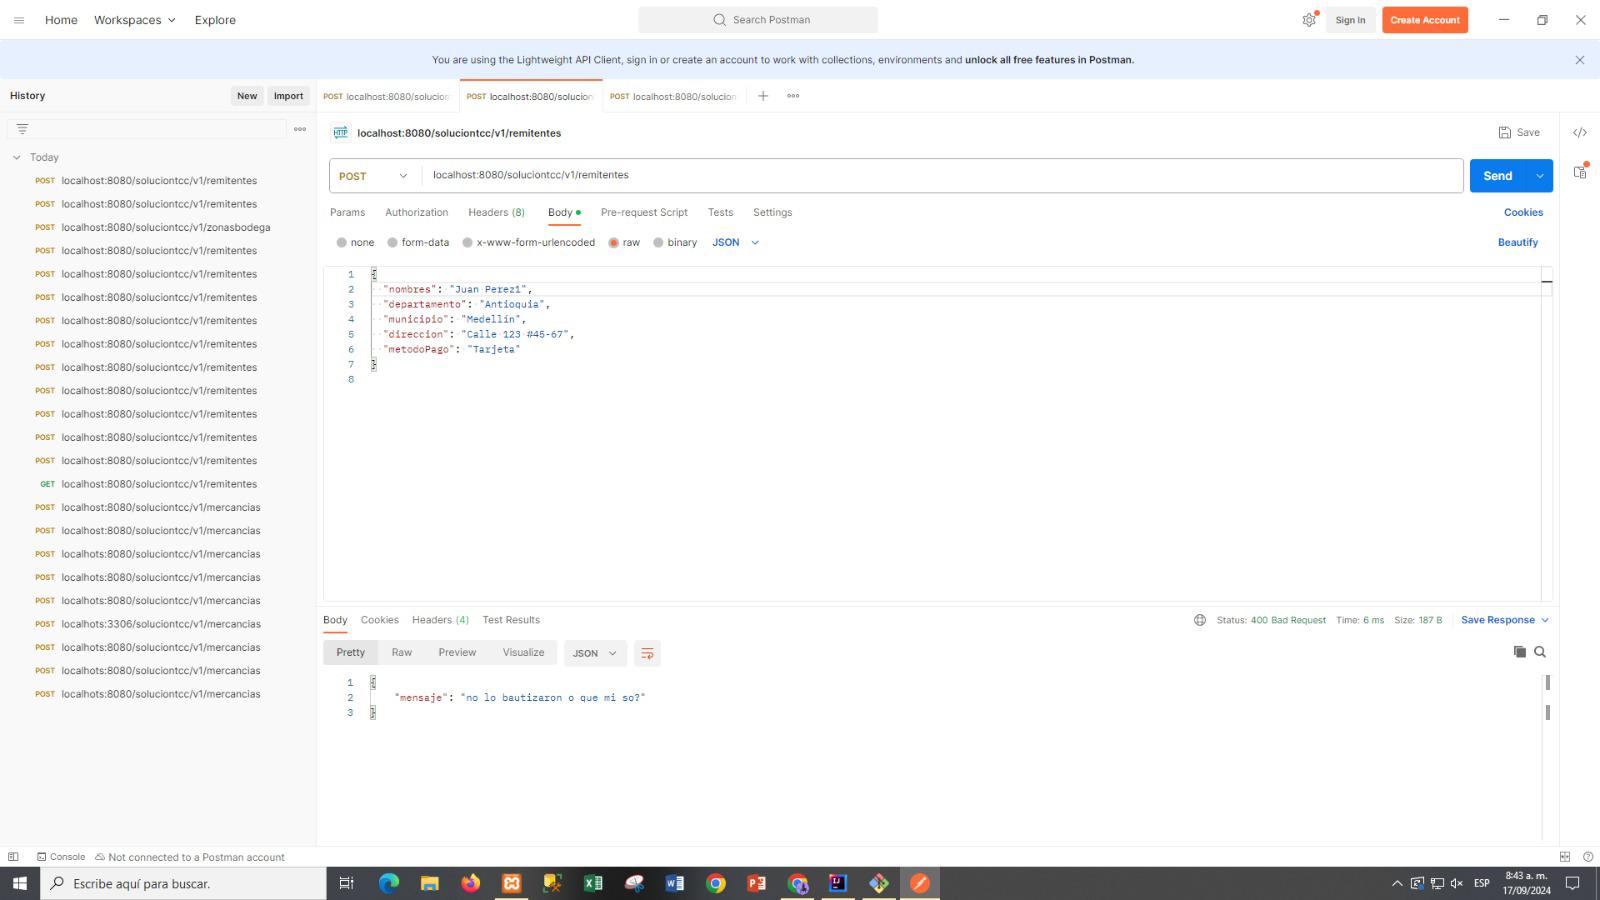 Home Workspaces Explore
Search Postman
Sign In Create Account
You are using the Lightweight API Client, sign in or create an account to work with collections, environments and unlock all free features in Postman.
History New Import
POST localhost:8080/solucion POST localhost:8080/solucion POST localhost:8080/solucion
HTTP localhost:8080/soluciontcc/v1/remitentes Save
Today
POST localhost:8080/soluciontcc/v1/remitentes
POST localhost:8080/soluciontcc/v1/remitentes
POST localhost:8080/soluciontcc/v1/zonasbodega
POST localhost:8080/soluciontcc/v1/remitentes
POST localhost:8080/soluciontcc/v1/remitentes
POST localhost:8080/soluciontcc/v1/remitentes
POST localhost:8080/soluciontcc/v1/remitentes
POST localhost:8080/soluciontcc/v1/remitentes
POST localhost:8080/soluciontcc/v1/remitentes
POST localhost:8080/soluciontcc/v1/remitentes
POST localhost:8080/soluciontcc/v1/remitentes
POST localhost:8080/soluciontcc/v1/remitentes
POST localhost:8080/soluciontcc/v1/remitentes
GET localhost:8080/soluciontcc/v1/remitentes
POST localhost:8080/soluciontcc/v1/mercancias
POST localhost:8080/soluciontcc/v1/mercancias
POST localhots:8080/soluciontcc/v1/mercancias
POST localhots:8080/soluciontcc/v1/mercancias
POST localhots:8080/soluciontcc/v1/mercancias
POST localhots:3306/soluciontcc/v1/mercancias
POST localhots:8080/soluciontcc/v1/mercancias
POST localhots:8080/soluciontcc/v1/mercancias
POST localhots:8080/soluciontcc/v1/mercancias
POST localhost:8080/soluciontcc/v1/remitentes Send
Params Authorization Headers (8) Body Pre-request Script Tests Settings Cookies
none form-data x-www-form-urlencoded raw binary JSON Beautify
1 {
2 "nombres": "Juan Perez1",
3 "departamento": "Antioquia",
4 "municipio": "Medellín",
5 "direccion": "Calle 123 #45-67",
6 "metodoPago": "Tarjeta"
7 }
8
Body Cookies Headers (4) Test Results Status: 400 Bad Request Time: 6 ms Size: 187 B Save Response
Pretty Raw Preview Visualize JSON
1 {
2 "mensaje": "no lo bautizaron o que mi so?"
3 }
Console Not connected to a Postman account
Escribe aquí para buscar.
ESP
8:43 a. m.
17/09/2024